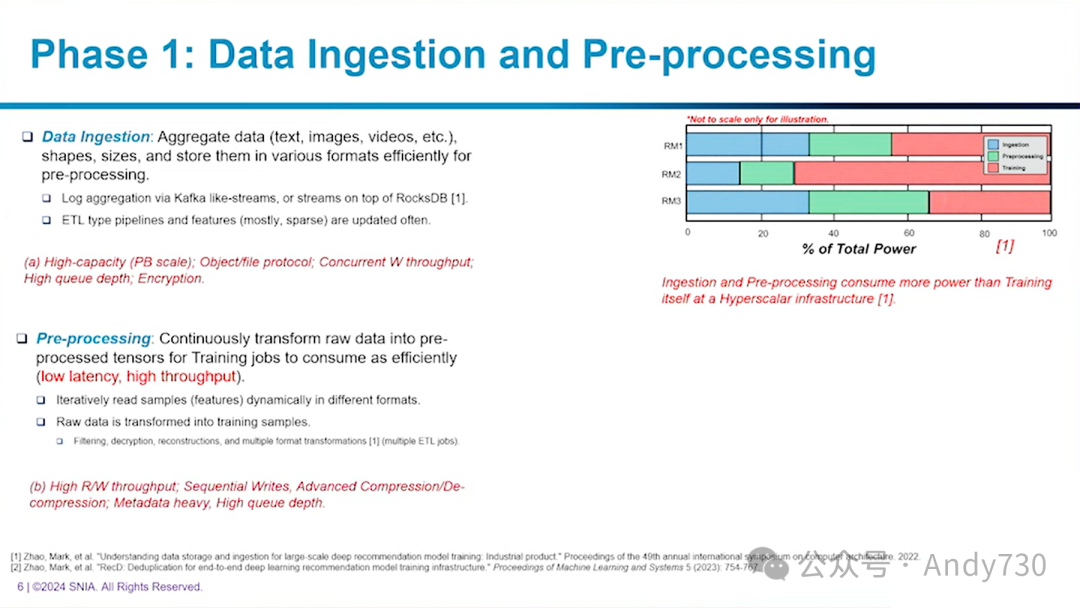 Phase 1: Data Ingestion and Pre-processing
❑ Data Ingestion: Aggregate data (text, images, videos, etc.),
shapes, sizes, and store them in various formats efficiently for
pre-processing.
❑ Log aggregation via Kafka like-streams, or streams on top of RocksDB [1].
❑ ETL type pipelines and features (mostly, sparse) are updated often.
(a) High-capacity (PB scale); Object/file protocol; Concurrent W throughput;
High queue depth; Encryption.
❑ Pre-processing: Continuously transform raw data into pre-
processed tensors for Training jobs to consume as efficiently
(low latency, high throughput).
❑ Iteratively read samples (features) dynamically in different formats.
❑ Raw data is transformed into training samples.
❑ Filtering, decryption, reconstructions, and multiple format transformations [1] (multiple ETL jobs).
(b) High R/W throughput; Sequential Writes, Advanced Compression/De-
compression; Metadata heavy, High queue depth.
*Not to scale only for illustration.
RM1
RM2
RM3
Ingestion
Preprocessing
Training
0 20 40 60 80 100
% of Total Power
[1]
Ingestion and Pre-processing consume more power than Training
itself at a Hyperscalar infrastructure [1].
[1] Zhao, Mark, et al. "Understanding data storage and ingestion for large-scale deep recommendation model training: Industrial product." Proceedings of the 49th annual international symposium on computer architecture. 2022.
[2] Zhao, Mark, et al. "RecD: Deduplication for end-to-end deep learning recommendation model training infrastructure." Proceedings of Machine Learning and Systems 5 (2023): 754-767.
6 | ©2024 SNIA. All Rights Reserved.
公众号 · Andy730